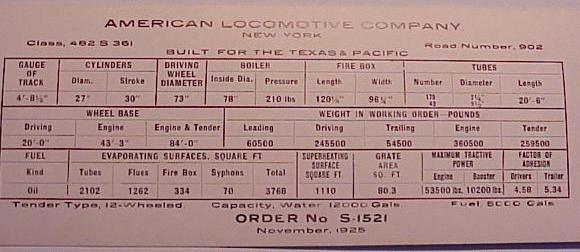 AMERICAN LOCOMOTIVE COMPANY
NEW YORK
Class, 482 S 361 Road Number, 902
BUILT FOR THE TEXAS & PACIFIC
GAUGE OF TRACK CYLINDERS DRIVING WHEEL DIAMETER BOILER FIRE BOX TUBES
Diam. Stroke Inside Dia. Pressure Length Width Number Diameter Length
4'-8½" 27" 30" 73" 78" 210 lbs 20'-6"
WHEEL BASE WEIGHT IN WORKING ORDER—POUNDS
Driving Engine Engine & Tender Leading Driving Trailing Engine Tender
20'-0" 43'-3" 84'-0" 60500 245500 54500 360500 259500
FUEL EVAPORATING SURFACES, SQUARE FT. SUPERHEATING SURFACE SQUARE FT. GRATE AREA SQ. FT. MAXIMUM TRACTIVE POWER FACTOR OF ADHESION
Kind Tubes Flues Fire Box Syphons Total Engine Booster Drivers Trailer
Oil 2102 1262 334 70 3768 1110 80.3 53500 lbs. 10200 lbs. 4.58 5.34
Tender Type, 12-Wheeled. Capacity, Water 12000 Gals. Fuel 5000 Gals
ORDER No S-1521
November, 1925